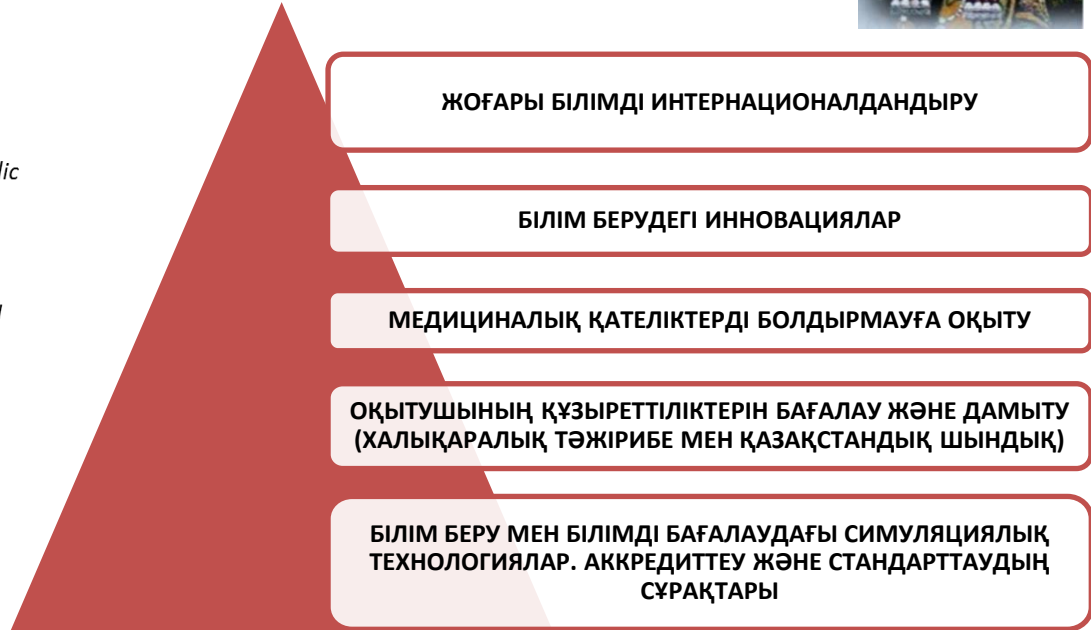 ЖОҒАРЫ БІЛІМДІ ИНТЕРНАЦИОНАЛДАНДЫРУ
lic
БІЛІМ БЕРУДЕГІ ИННОВАЦИЯЛАР
МЕДИЦИНАЛЫҚ ҚАТЕЛІКТЕРДІ БОЛДЫРМАУҒА ОҚЫТУ
ОҚЫТУШЫНЫҢ ҚҰЗЫРЕТТІЛІКТЕРІН БАҒАЛАУ ЖӘНЕ ДАМЫТУ
(ХАЛЫҚАРАЛЫҚ ТӘЖІРИБЕ МЕН ҚАЗАҚСТАНДЫҚ ШЫНДЫҚ)
БІЛІМ БЕРУ МЕН БІЛІМДІ БАҒАЛАУДАҒЫ СИМУЛЯЦИЯЛЫҚ
ТЕХНОЛОГИЯЛАР. АККРЕДИТТЕУ ЖӘНЕ СТАНДАРТТАУДЫҢ
СҰРАҚТАРЫ